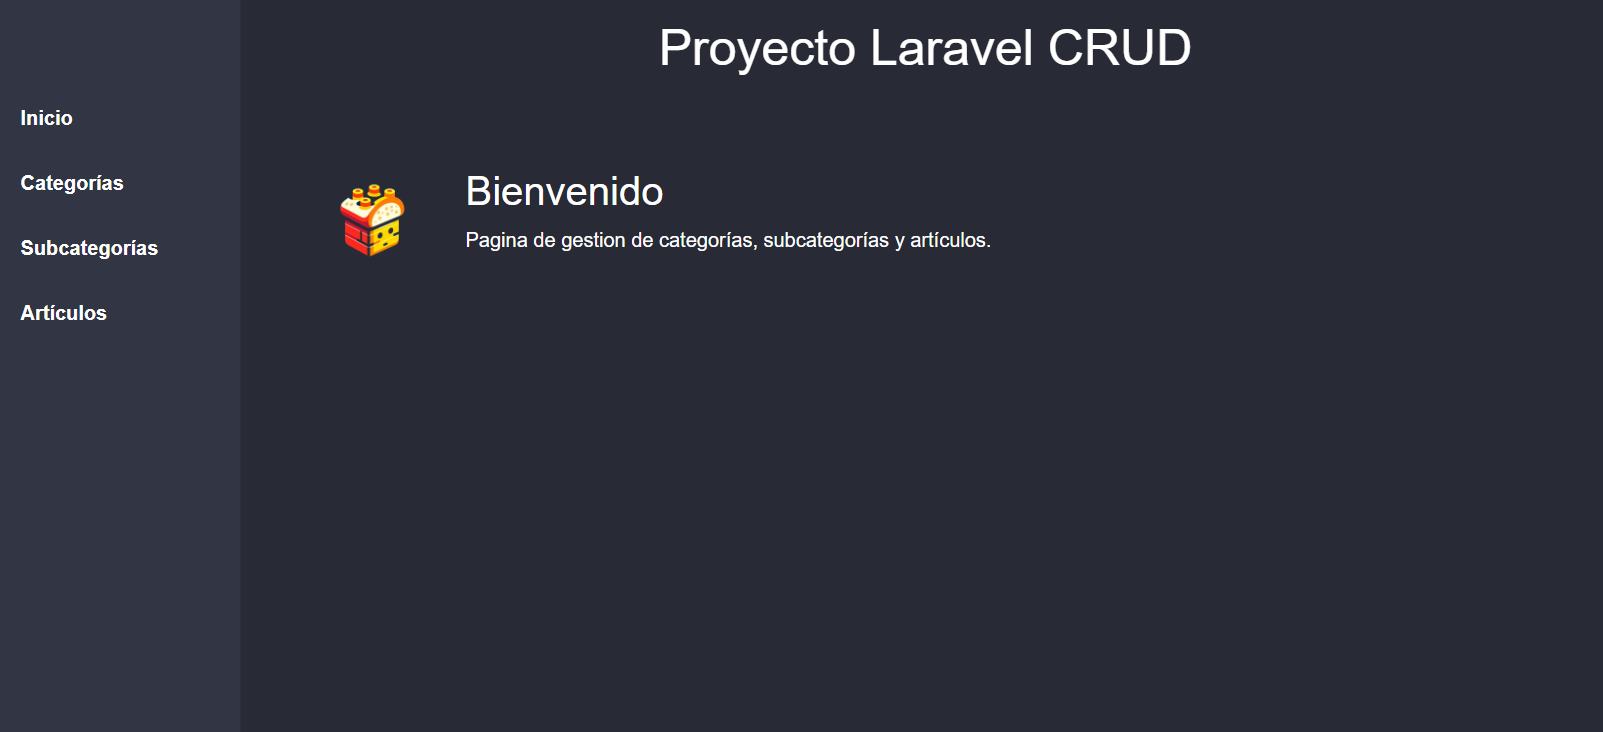 Proyecto Laravel CRUD
Inicio
Categorías
Subcategorías
Artículos
Bienvenido
Pagina de gestion de categorías, subcategorías y artículos.